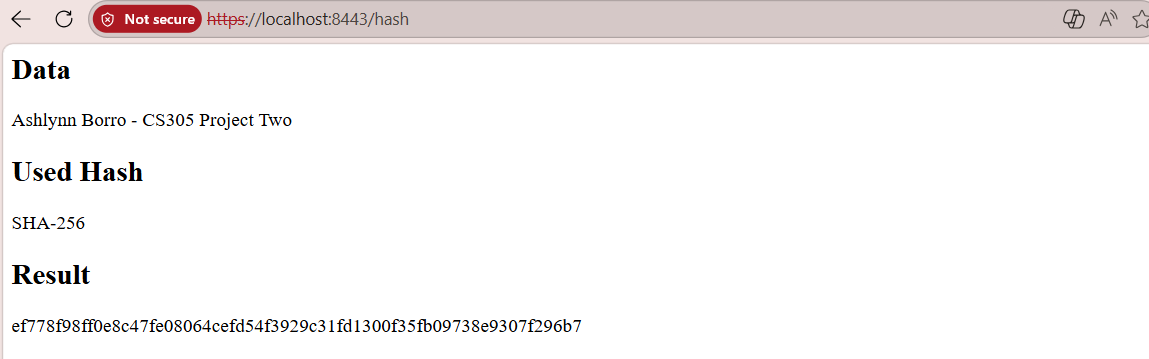 Not secure https://localhost:8443/hash
Data
Ashlynn Borro - CS305 Project Two
Used Hash
SHA-256
Result
ef778f98ff0e8c47fe08064cefd54f3929c31fd1300f35fb09738e9307f296b7